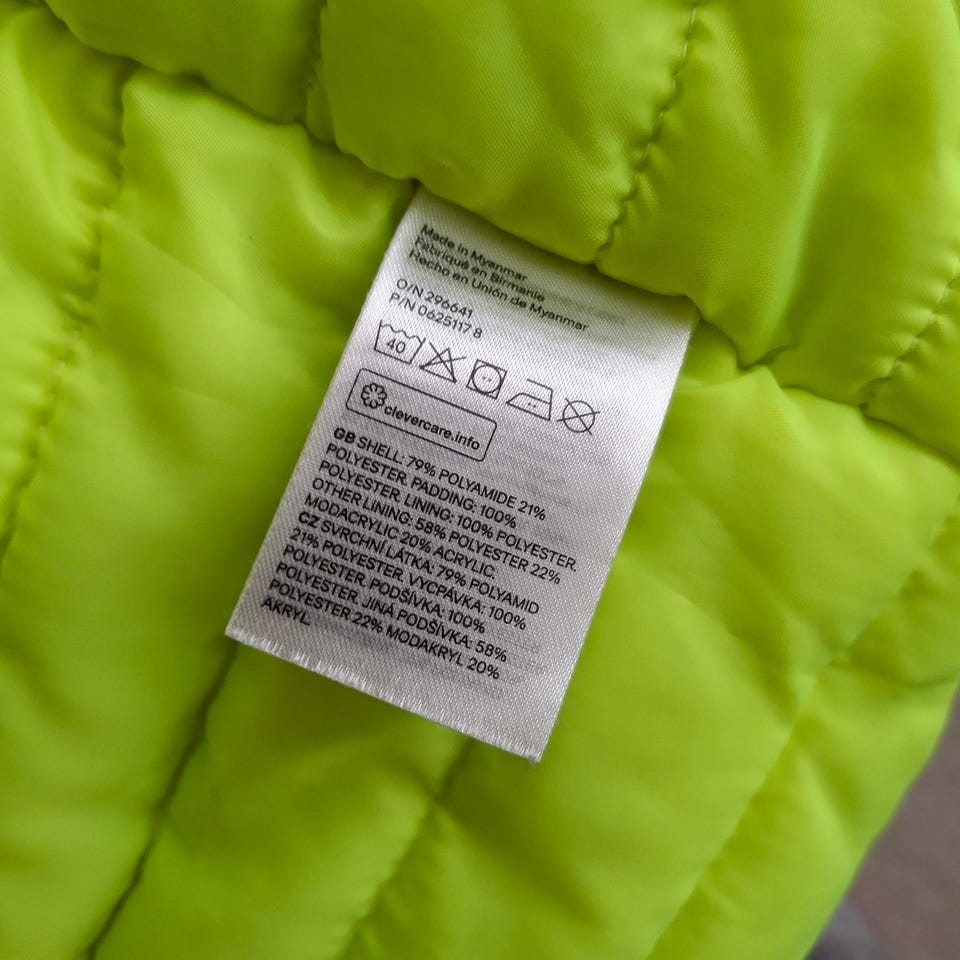 Made in Myanmar
Fabriqué en Birmanie
Hecho en Unión de Myanmar
O/N 296641
P/N 0625117 8
40
clevercare.info
GB SHELL: 79% POLYAMIDE 21%
POLYESTER. PADDING: 100%
POLYESTER. LINING: 100% POLYESTER.
OTHER LINING: 58% POLYESTER 22%
MODACRYLIC 20% ACRYLIC.
CZ SVRCHNÍ LÁTKA: 79% POLYAMID
21% POLYESTER. VYCPÁVKA: 100%
POLYESTER. PODŠÍVKA: 100%
POLYESTER. JINÁ PODŠÍVKA: 58%
POLYESTER 22% MODAKRYL 20%
AKRYL